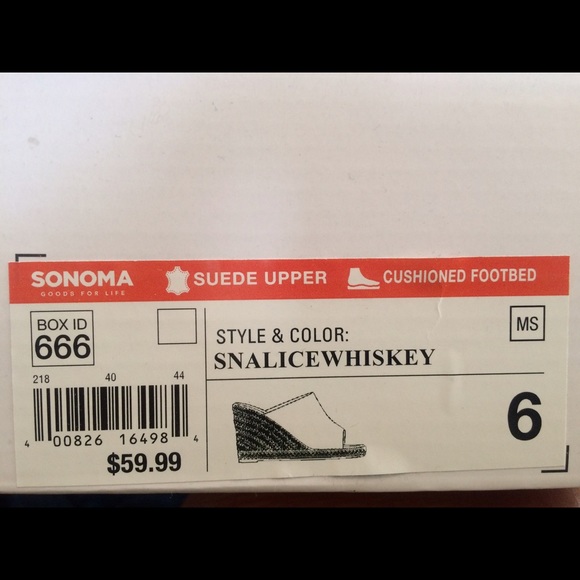 SONOMA
GOODS FOR LIFE
SUEDE UPPER
CUSHIONED FOOTBED
BOX ID
666
STYLE & COLOR:
SNALICEWHISKEY
MS
218 40 44
4 00826 16498 4
$59.99
6